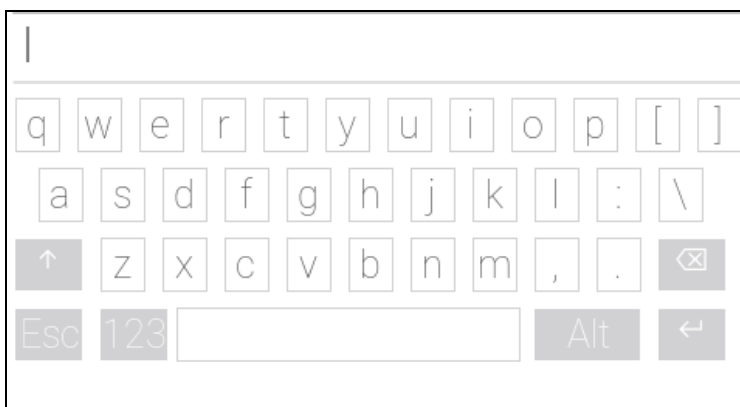 q w e r t y u i o p [ ]
a s d f g h j k l : \
↑ z x c v b n m , . ⌫
Esc 123 Alt ↵